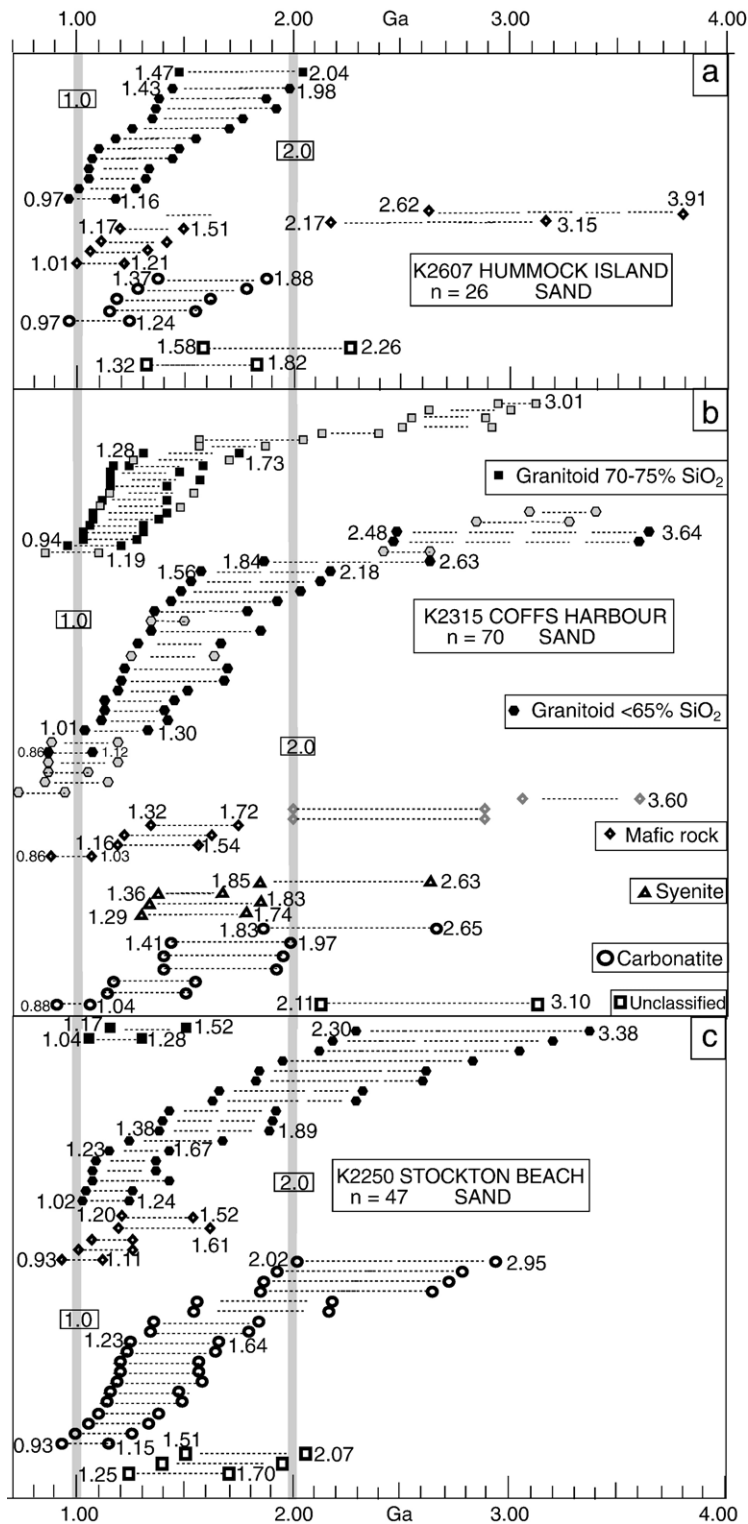 1.00 2.00 Ga 3.00 4.00
a
1.47 2.04
1.43 1.98
1.0
2.0
0.97 1.16
2.62 3.91
1.17 1.51 2.17 3.15
1.01 1.21
1.37 1.88
K2607 HUMMOCK ISLAND
n = 26 SAND
0.97 1.24
1.58 2.26
1.32 1.82
b
3.01
1.28 1.73
Granitoid 70-75% SiO2
0.94 1.19
2.48 3.64
1.84 2.63
1.56 2.18
1.0
K2315 COFFS HARBOUR
n = 70 SAND
Granitoid <65% SiO2
1.01 1.30
2.0
0.86 1.12
3.60
1.32 1.72
Mafic rock
1.16 1.54
0.86 1.03
1.85 2.63
1.36 1.83
Syenite
1.29 1.74
1.83 2.65
1.41 1.97
Carbonatite
0.88 1.04
2.11 3.10
Unclassified
c
1.17 1.52
1.04 1.28
2.30 3.38
1.38 1.89
1.23 1.67
2.0
K2250 STOCKTON BEACH
n = 47 SAND
1.02 1.24
1.20 1.52
1.61
0.93 1.11
2.02 2.95
1.0
1.23 1.64
0.93 1.15
1.51 2.07
1.25 1.70
1.00 2.00 Ga 3.00 4.00